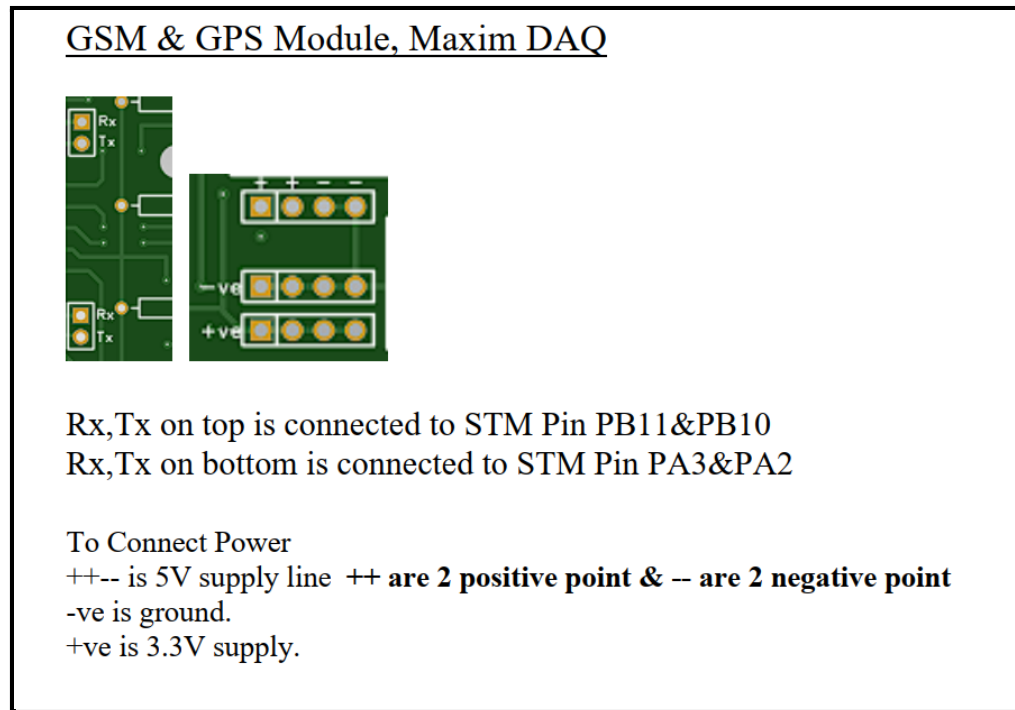 GSM & GPS Module, Maxim DAQ
Rx
Tx
Rx
Tx
+ + - -
-ve
+ve
Rx,Tx on top is connected to STM Pin PB11&PB10
Rx,Tx on bottom is connected to STM Pin PA3&PA2
To Connect Power
++-- is 5V supply line ++ are 2 positive point & -- are 2 negative point
-ve is ground.
+ve is 3.3V supply.